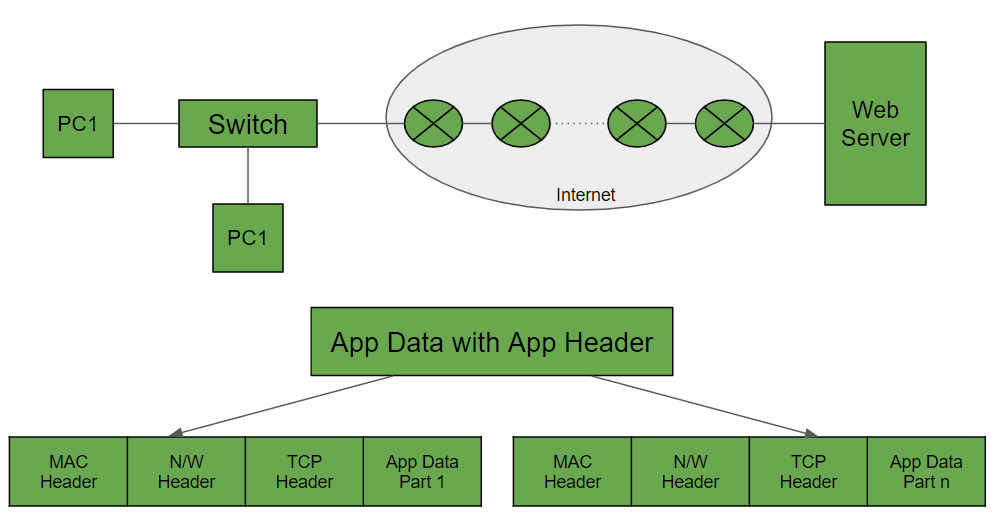 PC1
Switch
Web
Server
Internet
PC1
App Data with App Header
MAC
Header
N/W
Header
TCP
Header
App Data
Part 1
MAC
Header
N/W
Header
TCP
Header
App Data
Part n